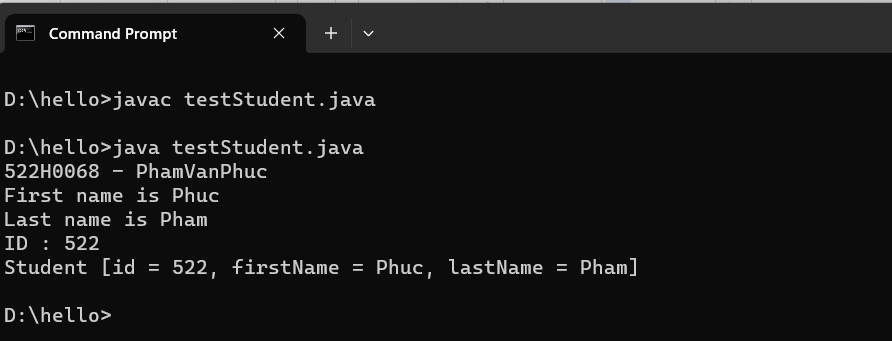 Command Prompt
D:\hello>javac testStudent.java
D:\hello>java testStudent.java
522H0068 - PhamVanPhuc
First name is Phuc
Last name is Pham
ID : 522
Student [id = 522, firstName = Phuc, lastName = Pham]
D:\hello>